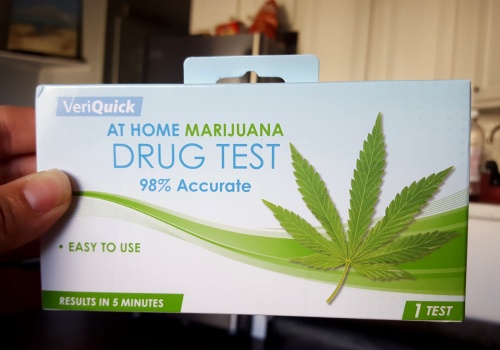 VeriQuick
AT HOME MARIJUANA
DRUG TEST
98% Accurate
• EASY TO USE
RESULTS IN 5 MINUTES
1 TEST